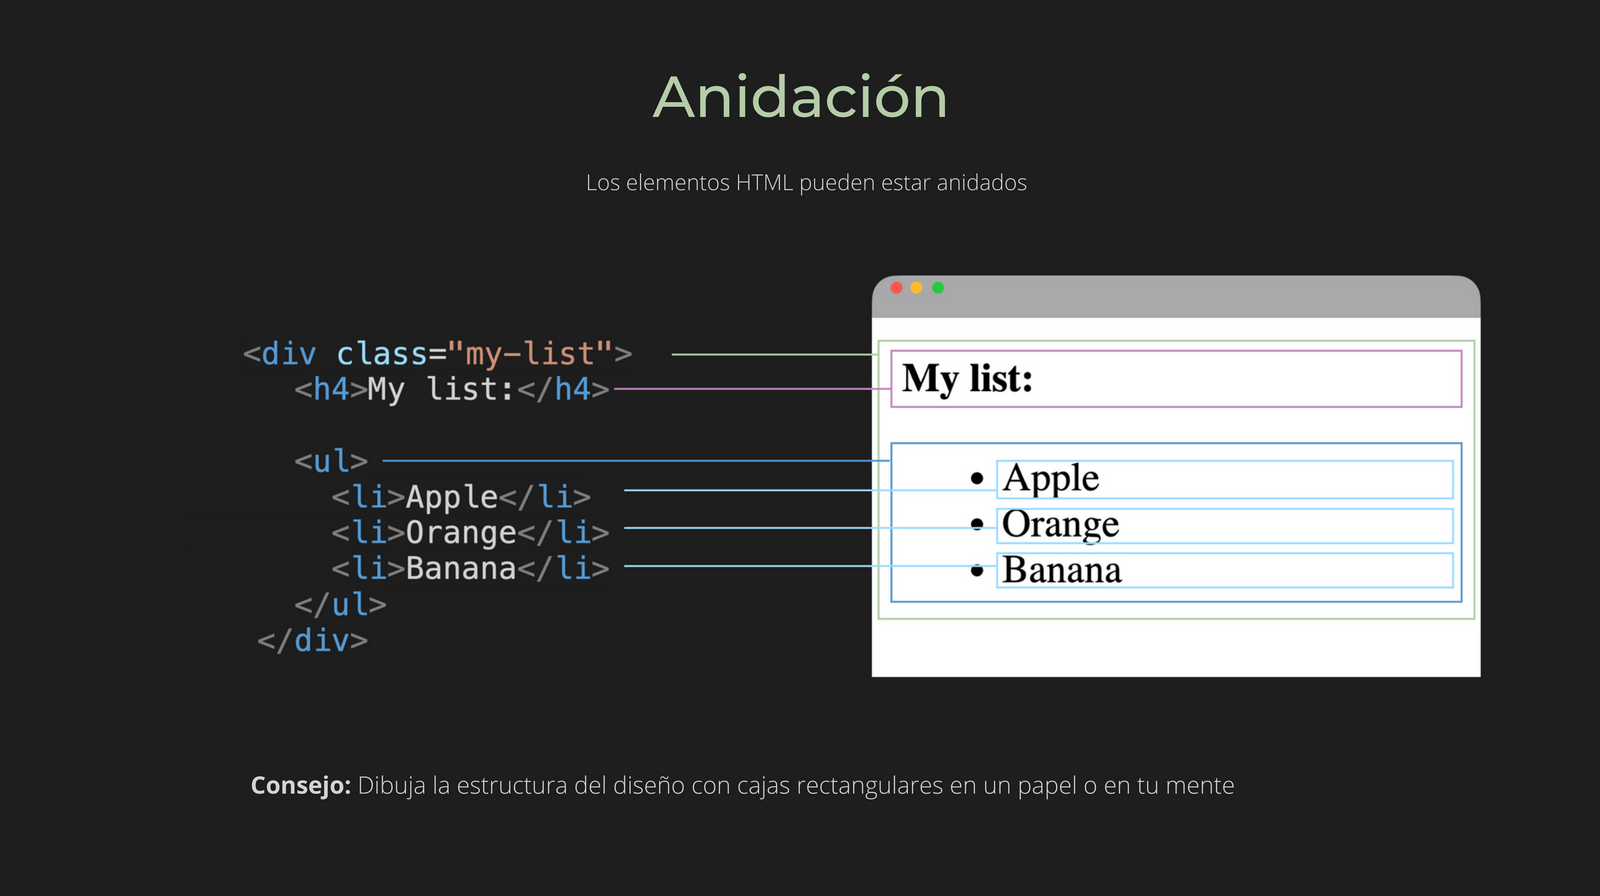 Anidación
Los elementos HTML pueden estar anidados
<div class="my-list">
<h4>My list:</h4>
<ul>
<li>Apple</li>
<li>Orange</li>
<li>Banana</li>
</ul>
</div>
My list:
• Apple
• Orange
• Banana
Consejo: Dibuja la estructura del diseño con cajas rectangulares en un papel o en tu mente